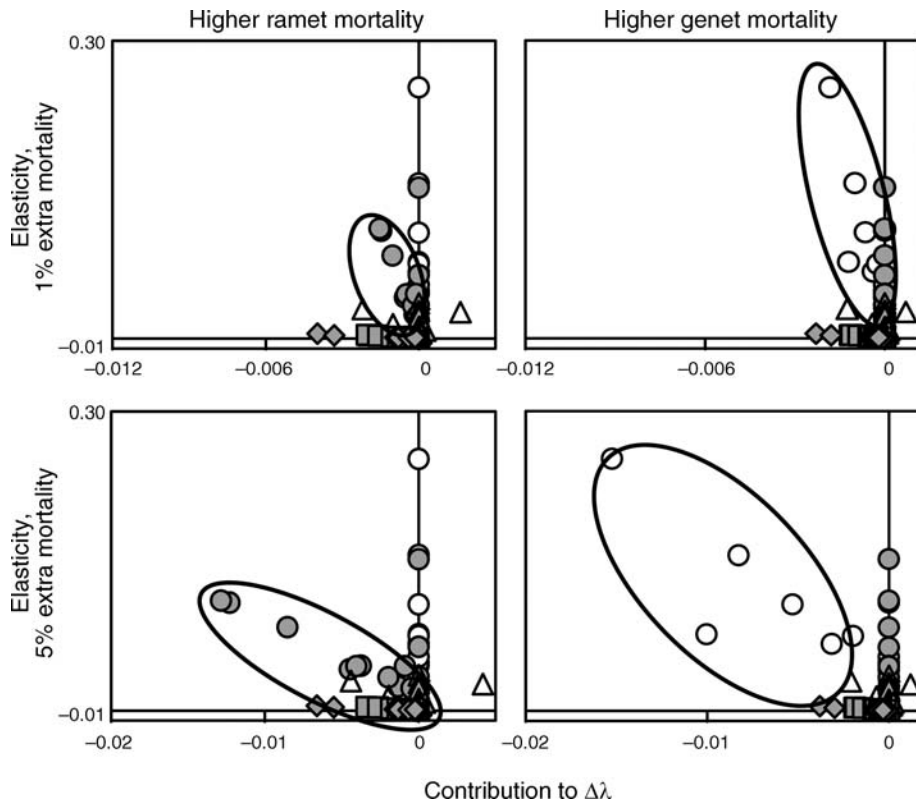 Higher ramet mortality
Higher genet mortality
Elasticity,
1% extra mortality
0.30
−0.01
−0.012
−0.006
0
−0.012
−0.006
0
Elasticity,
5% extra mortality
0.30
−0.01
−0.02
−0.01
0
−0.02
−0.01
0
Contribution to Δλ